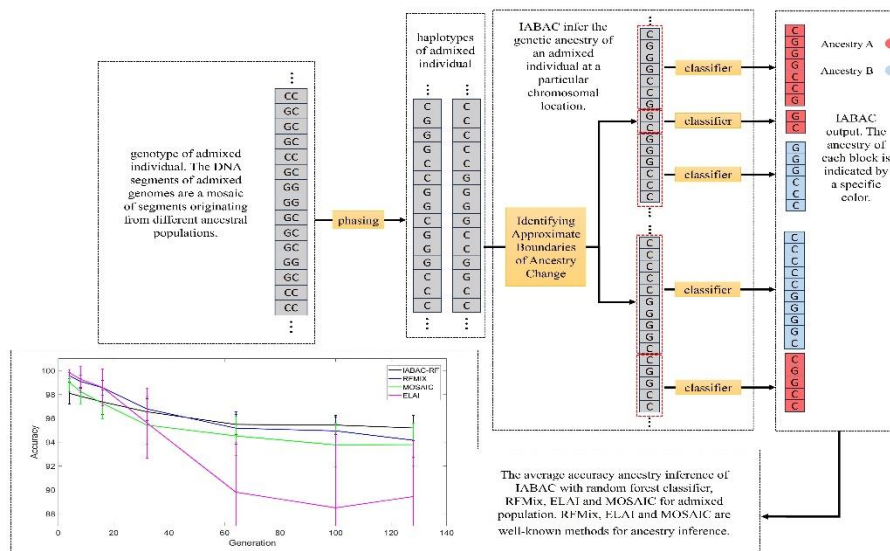 genotype of admixed
individual. The DNA
segments of admixed
genomes are a mosaic
of segments originating
from different ancestral
populations.
CC
GC
GC
GC
CC
GC
GG
GG
GC
GC
GC
GG
GC
CC
CC
phasing
haplotypes
of admixed
individual
C C
G C
C G
G C
C C
G C
G G
G G
C G
G C
C G
G G
C G
C C
C C
Identifying
Approximate
Boundaries
of Ancestry
Change
IABAC infer the
genetic ancestry of
an admixed
individual at a
particular
chromosomal
location.
C
G
G
G
C
C
G
G
C
G
G
G
C
C
C
C
C
C
C
C
G
G
G
G
C
C
G
G
C
C
classifier
classifier
classifier
classifier
classifier
C
G
G
G
C
C
G
G
C
G
G
G
C
C
C
C
C
C
C
C
G
G
G
G
C
C
G
G
C
C
Ancestry A
Ancestry B
IABAC
output. The
ancestry of
each block is
indicated by
a specific
color.
100
98
96
94
92
90
88
Accuracy
0 20 40 60 80 100 120 140
Generation
IABAC-RF
RFMIX
MOSAIC
ELAI
The average accuracy ancestry inference of
IABAC with random forest classifier,
RFMix, ELAI and MOSAIC for admixed
population. RFMix, ELAI and MOSAIC are
well-known methods for ancestry inference.